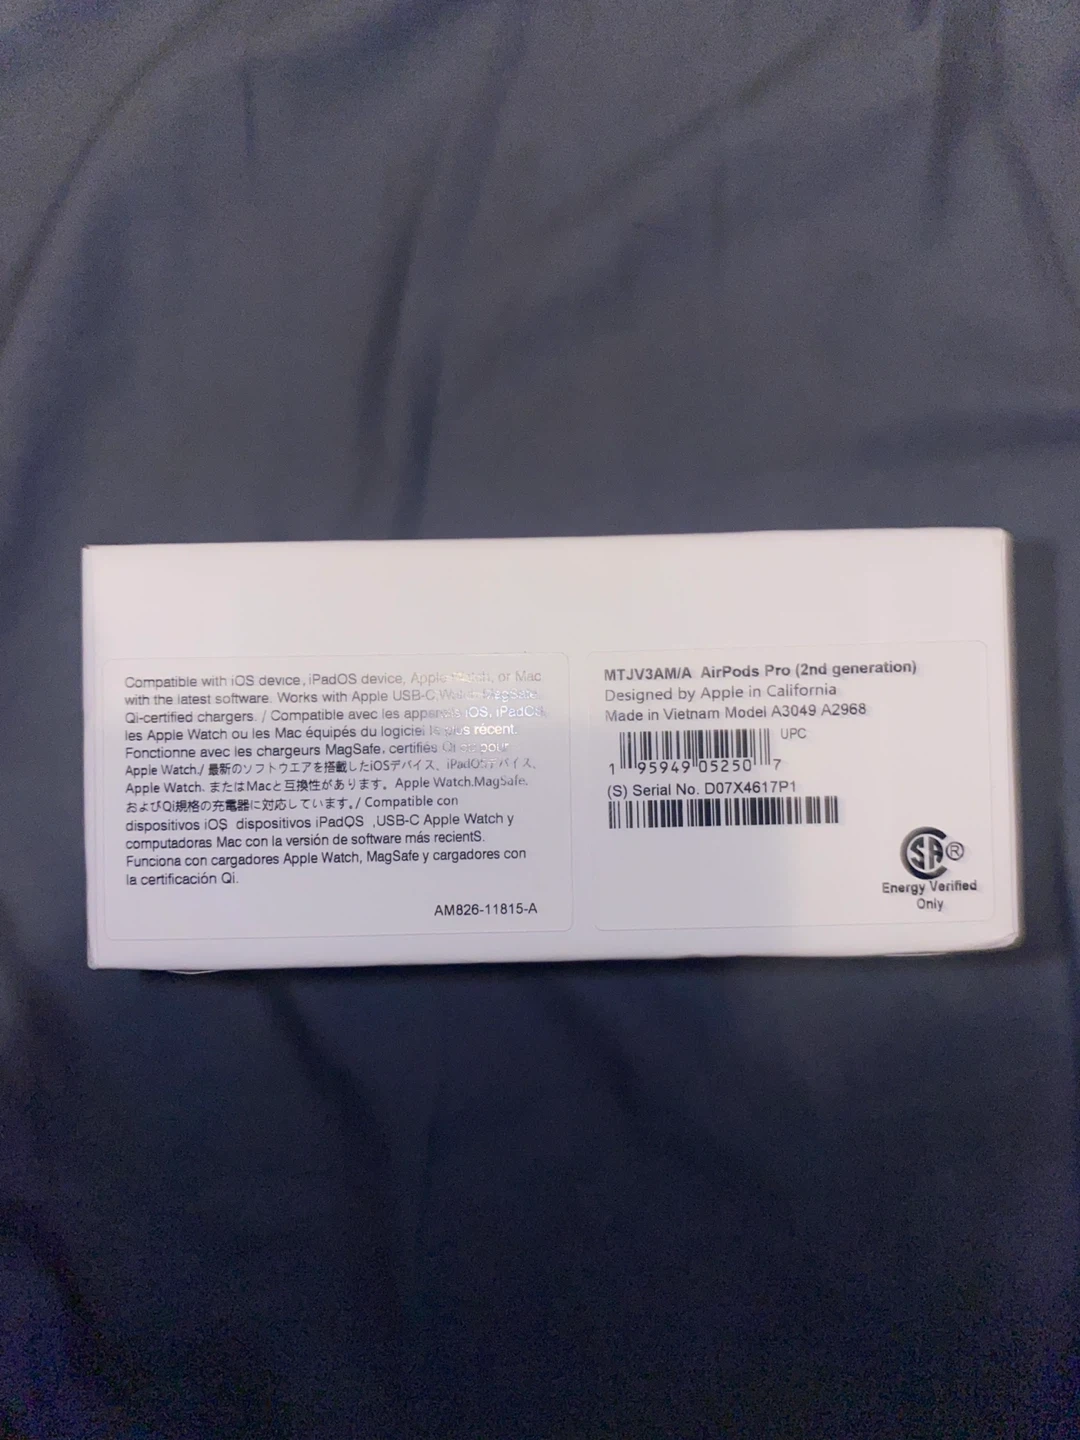 Compatible with iOS device, iPadOS device, Apple Watch, or Mac
with the latest software. Works with Apple USB-C,Watch MagSafe
Qi-certified chargers. / Compatible avec les appareils iOS, iPadOS,
les Apple Watch ou les Mac équipés du logiciel le plus récent.
Fonctionne avec les chargeurs MagSafe, certifiés Qi pour
Apple Watch./ 最新のソフトウエアを搭載したiOSデバイス、iPadOSデバイス、
Apple Watch. またはMacと互換性があります。Apple Watch.MagSafe.
およびQi規格の充電器に対応しています。/ Compatible con
dispositivos iOS dispositivos iPadOS ,USB-C Apple Watch y
computadoras Mac con la versión de software más recientS.
Funciona con cargadores Apple Watch, MagSafe y cargadores con
la certificación Qi.
AM826-11815-A
MTJV3AM/A AirPods Pro (2nd generation)
Designed by Apple in California
Made in Vietnam Model A3049 A2968
UPC
1 95949 05250 7
(S) Serial No. D07X4617P1
SA ®
Energy Verified
Only